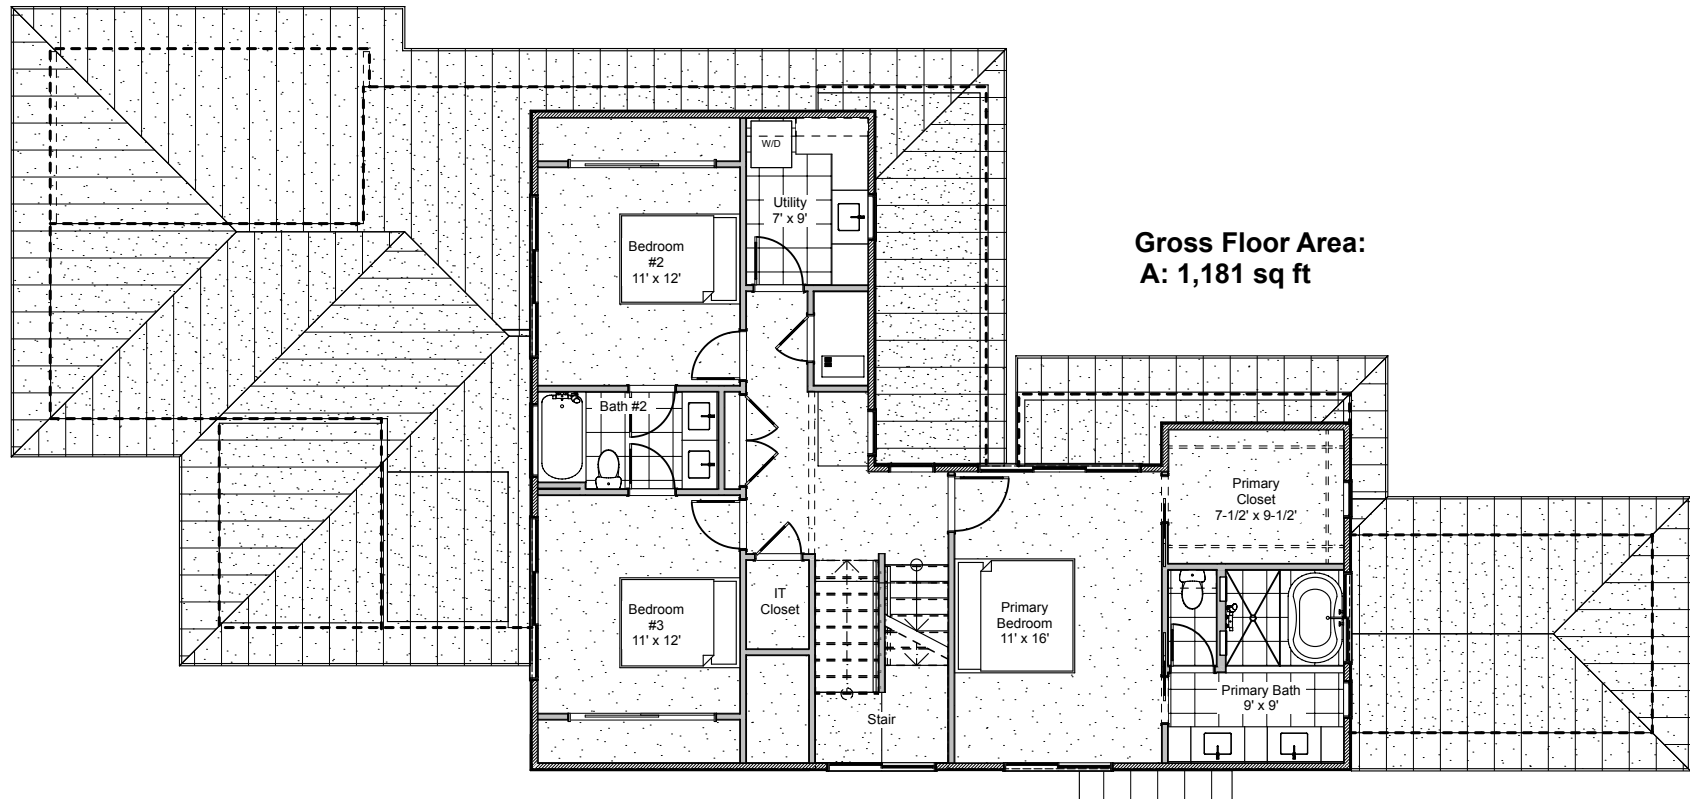 W/D
Utility
7' x 9'
Gross Floor Area:
A: 1,181 sq ft
Bedroom
#2
11' x 12'
Bath #2
Primary
Closet
7-1/2' x 9-1/2'
IT
Closet
Bedroom
#3
11' x 12'
Primary
Bedroom
11' x 16'
Primary Bath
9' x 9'
Stair